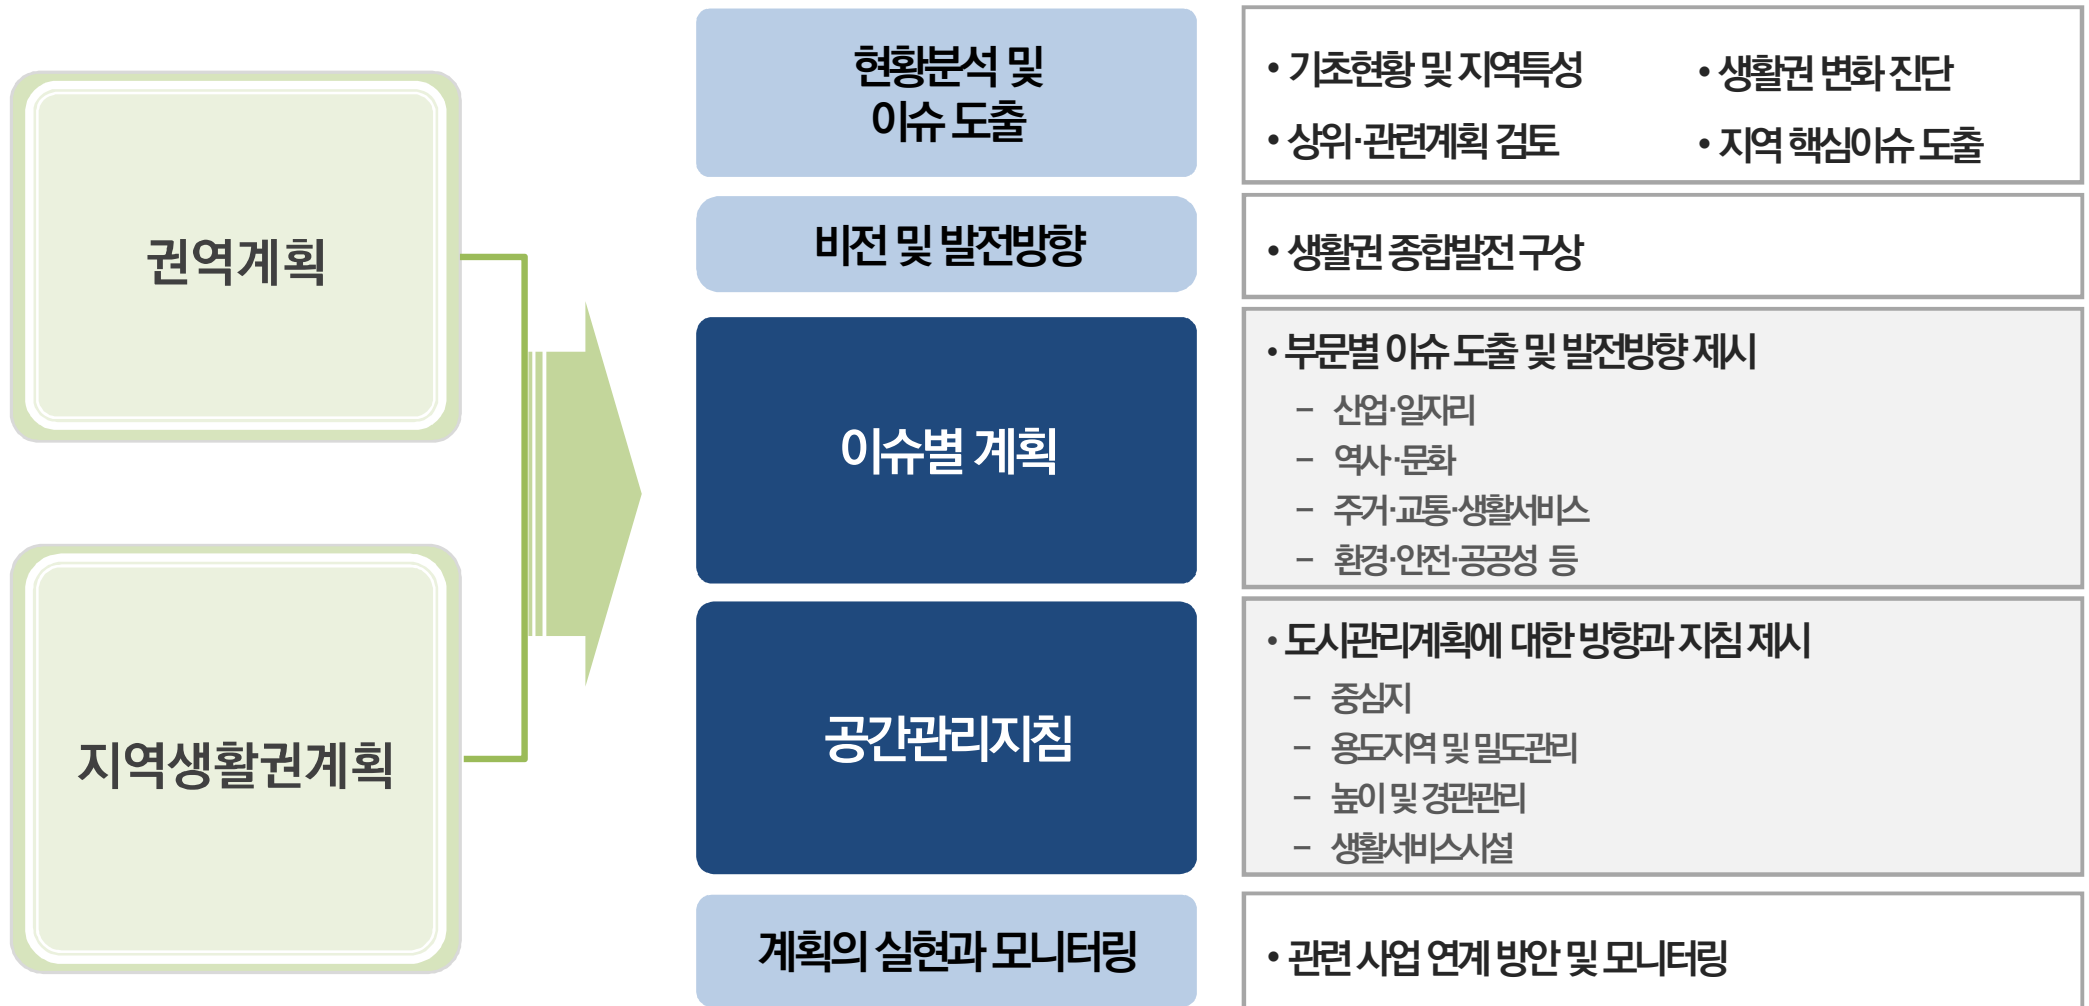 권역계획
지역생활권계획
현황분석 및
이슈 도출
• 기초현황 및 지역특성
• 생활권 변화 진단
• 상위·관련계획 검토
• 지역 핵심이슈 도출
비전 및 발전방향
• 생활권 종합발전 구상
이슈별 계획
• 부문별 이슈 도출 및 발전방향 제시
– 산업·일자리
– 역사·문화
– 주거·교통·생활서비스
– 환경·안전·공공성 등
공간관리지침
• 도시관리계획에 대한 방향과 지침 제시
– 중심지
– 용도지역 및 밀도관리
– 높이 및 경관관리
– 생활서비스시설
계획의 실현과 모니터링
• 관련 사업 연계 방안 및 모니터링